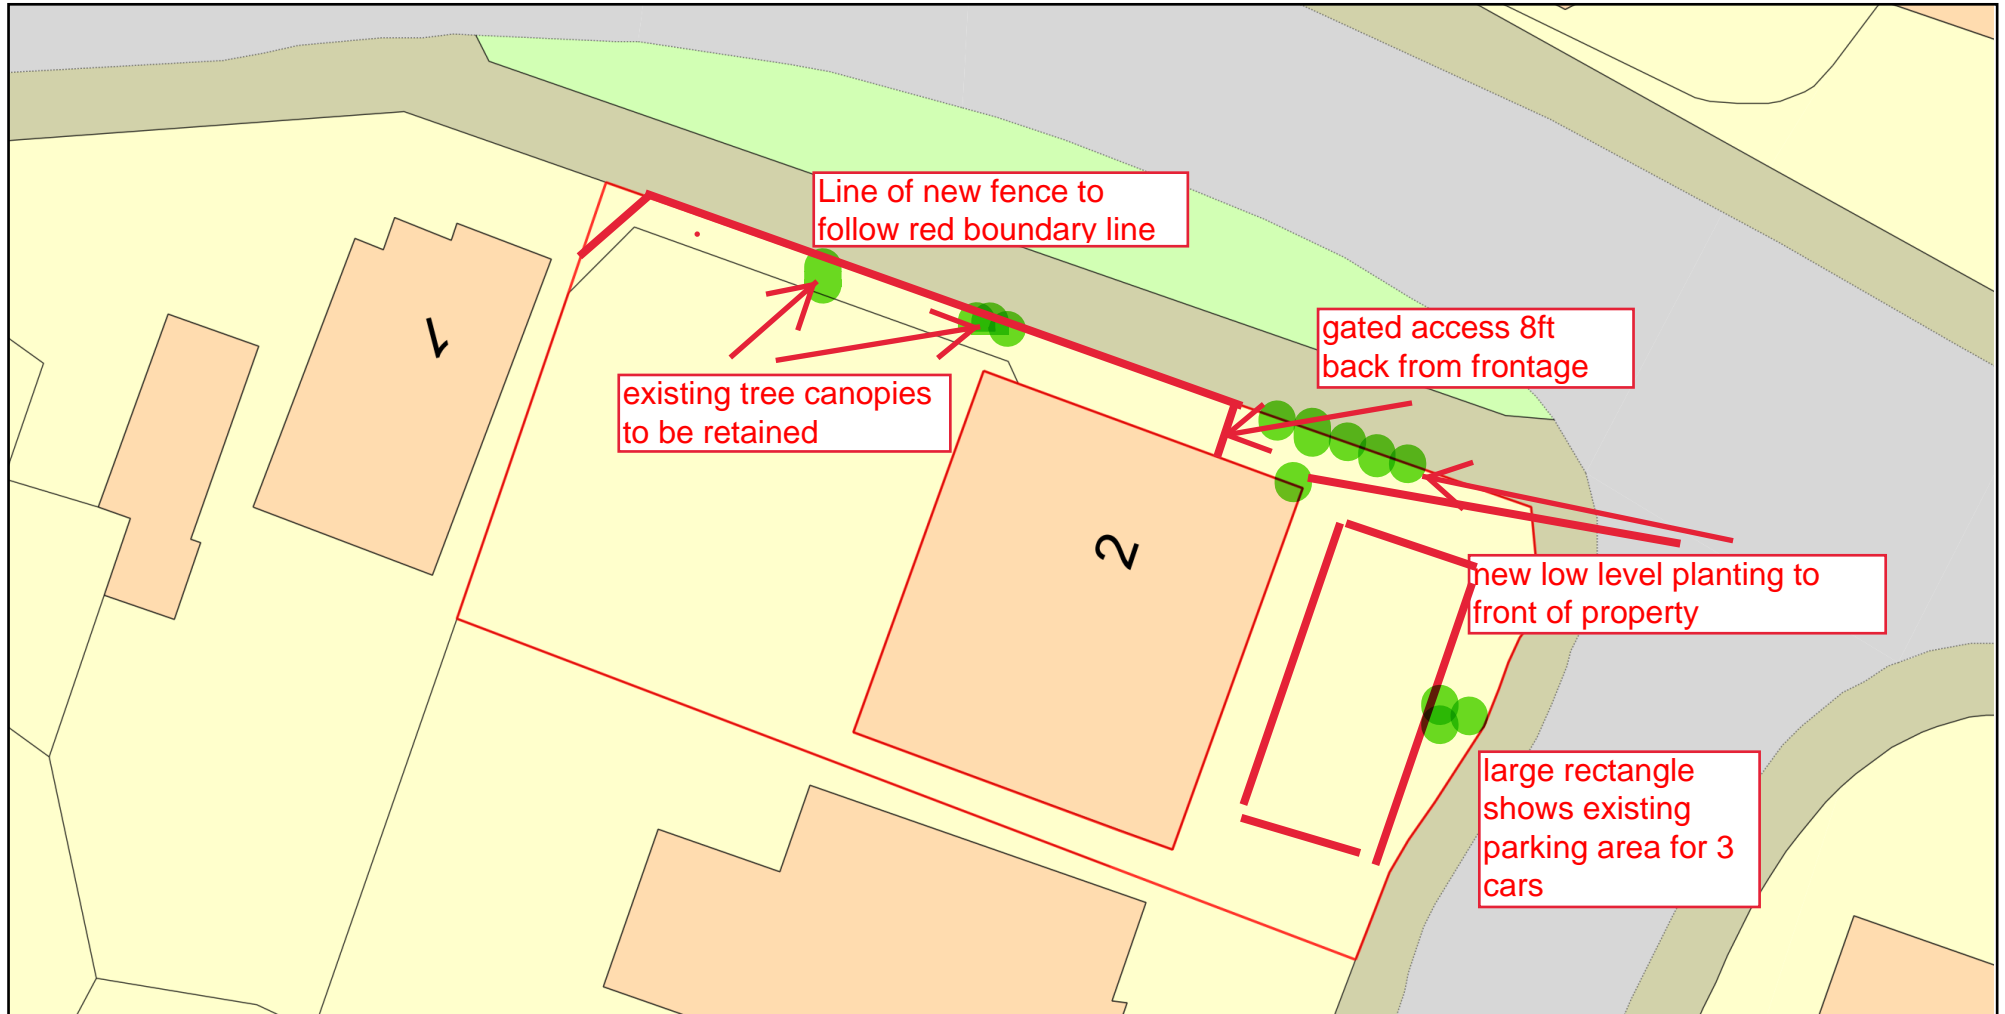 Line of new fence to
follow red boundary line
gated access 8ft
back from frontage
existing tree canopies
to be retained
1
2
new low level planting to
front of property
large rectangle
shows existing
parking area for 3
cars